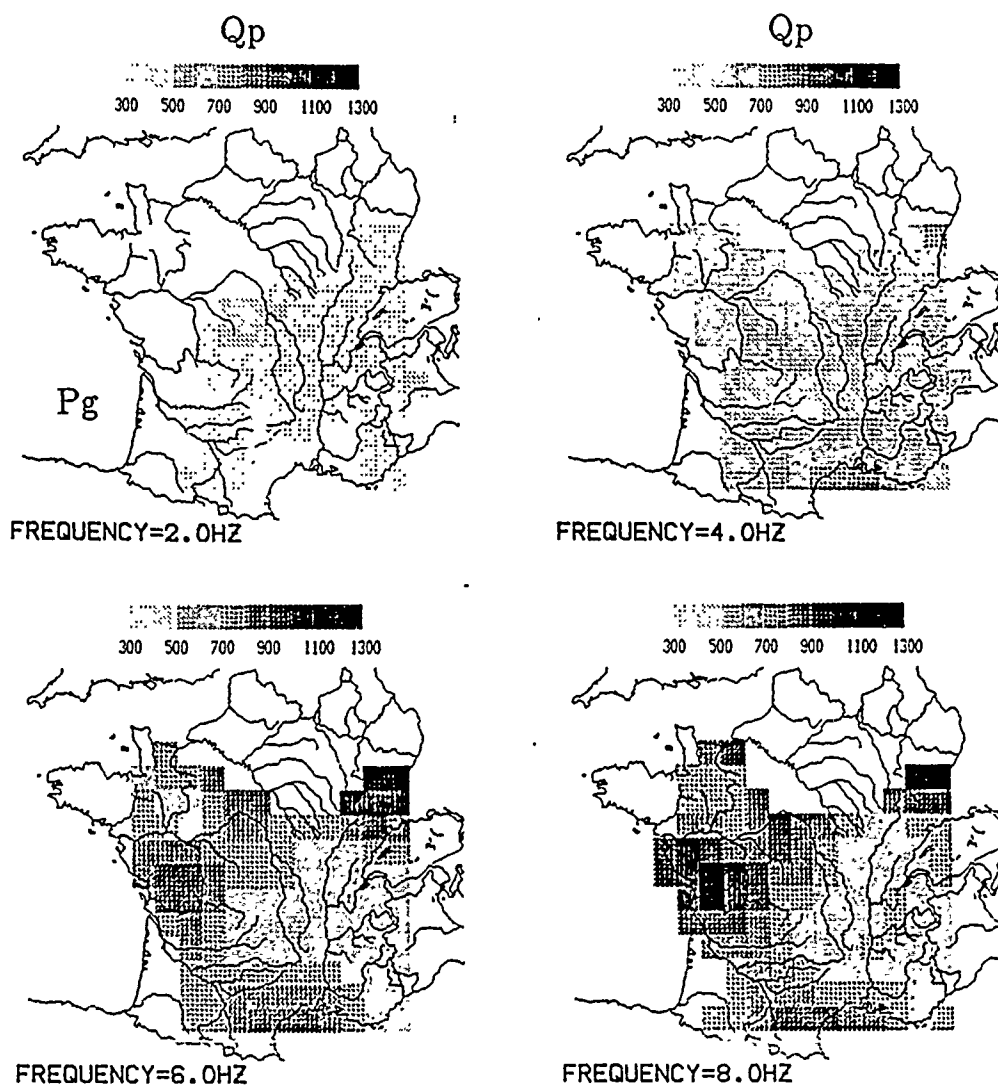 Qp
300 500 700 900 1100 1300
Qp
300 500 700 900 1100 1300
Pg
FREQUENCY=2.0HZ
FREQUENCY=4.0HZ
300 500 700 900 1100 1300
300 500 700 900 1100 1300
FREQUENCY=6.0HZ
FREQUENCY=8.0HZ